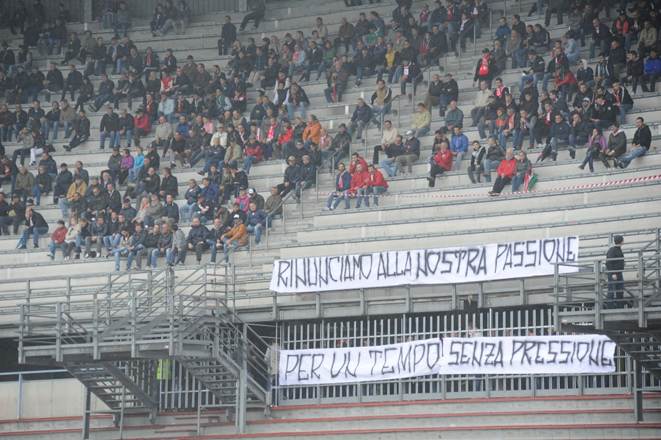 RINUNCIAMO ALLA NOSTRA PASSIONE
PER UN TEMPO SENZA PRESSIONE